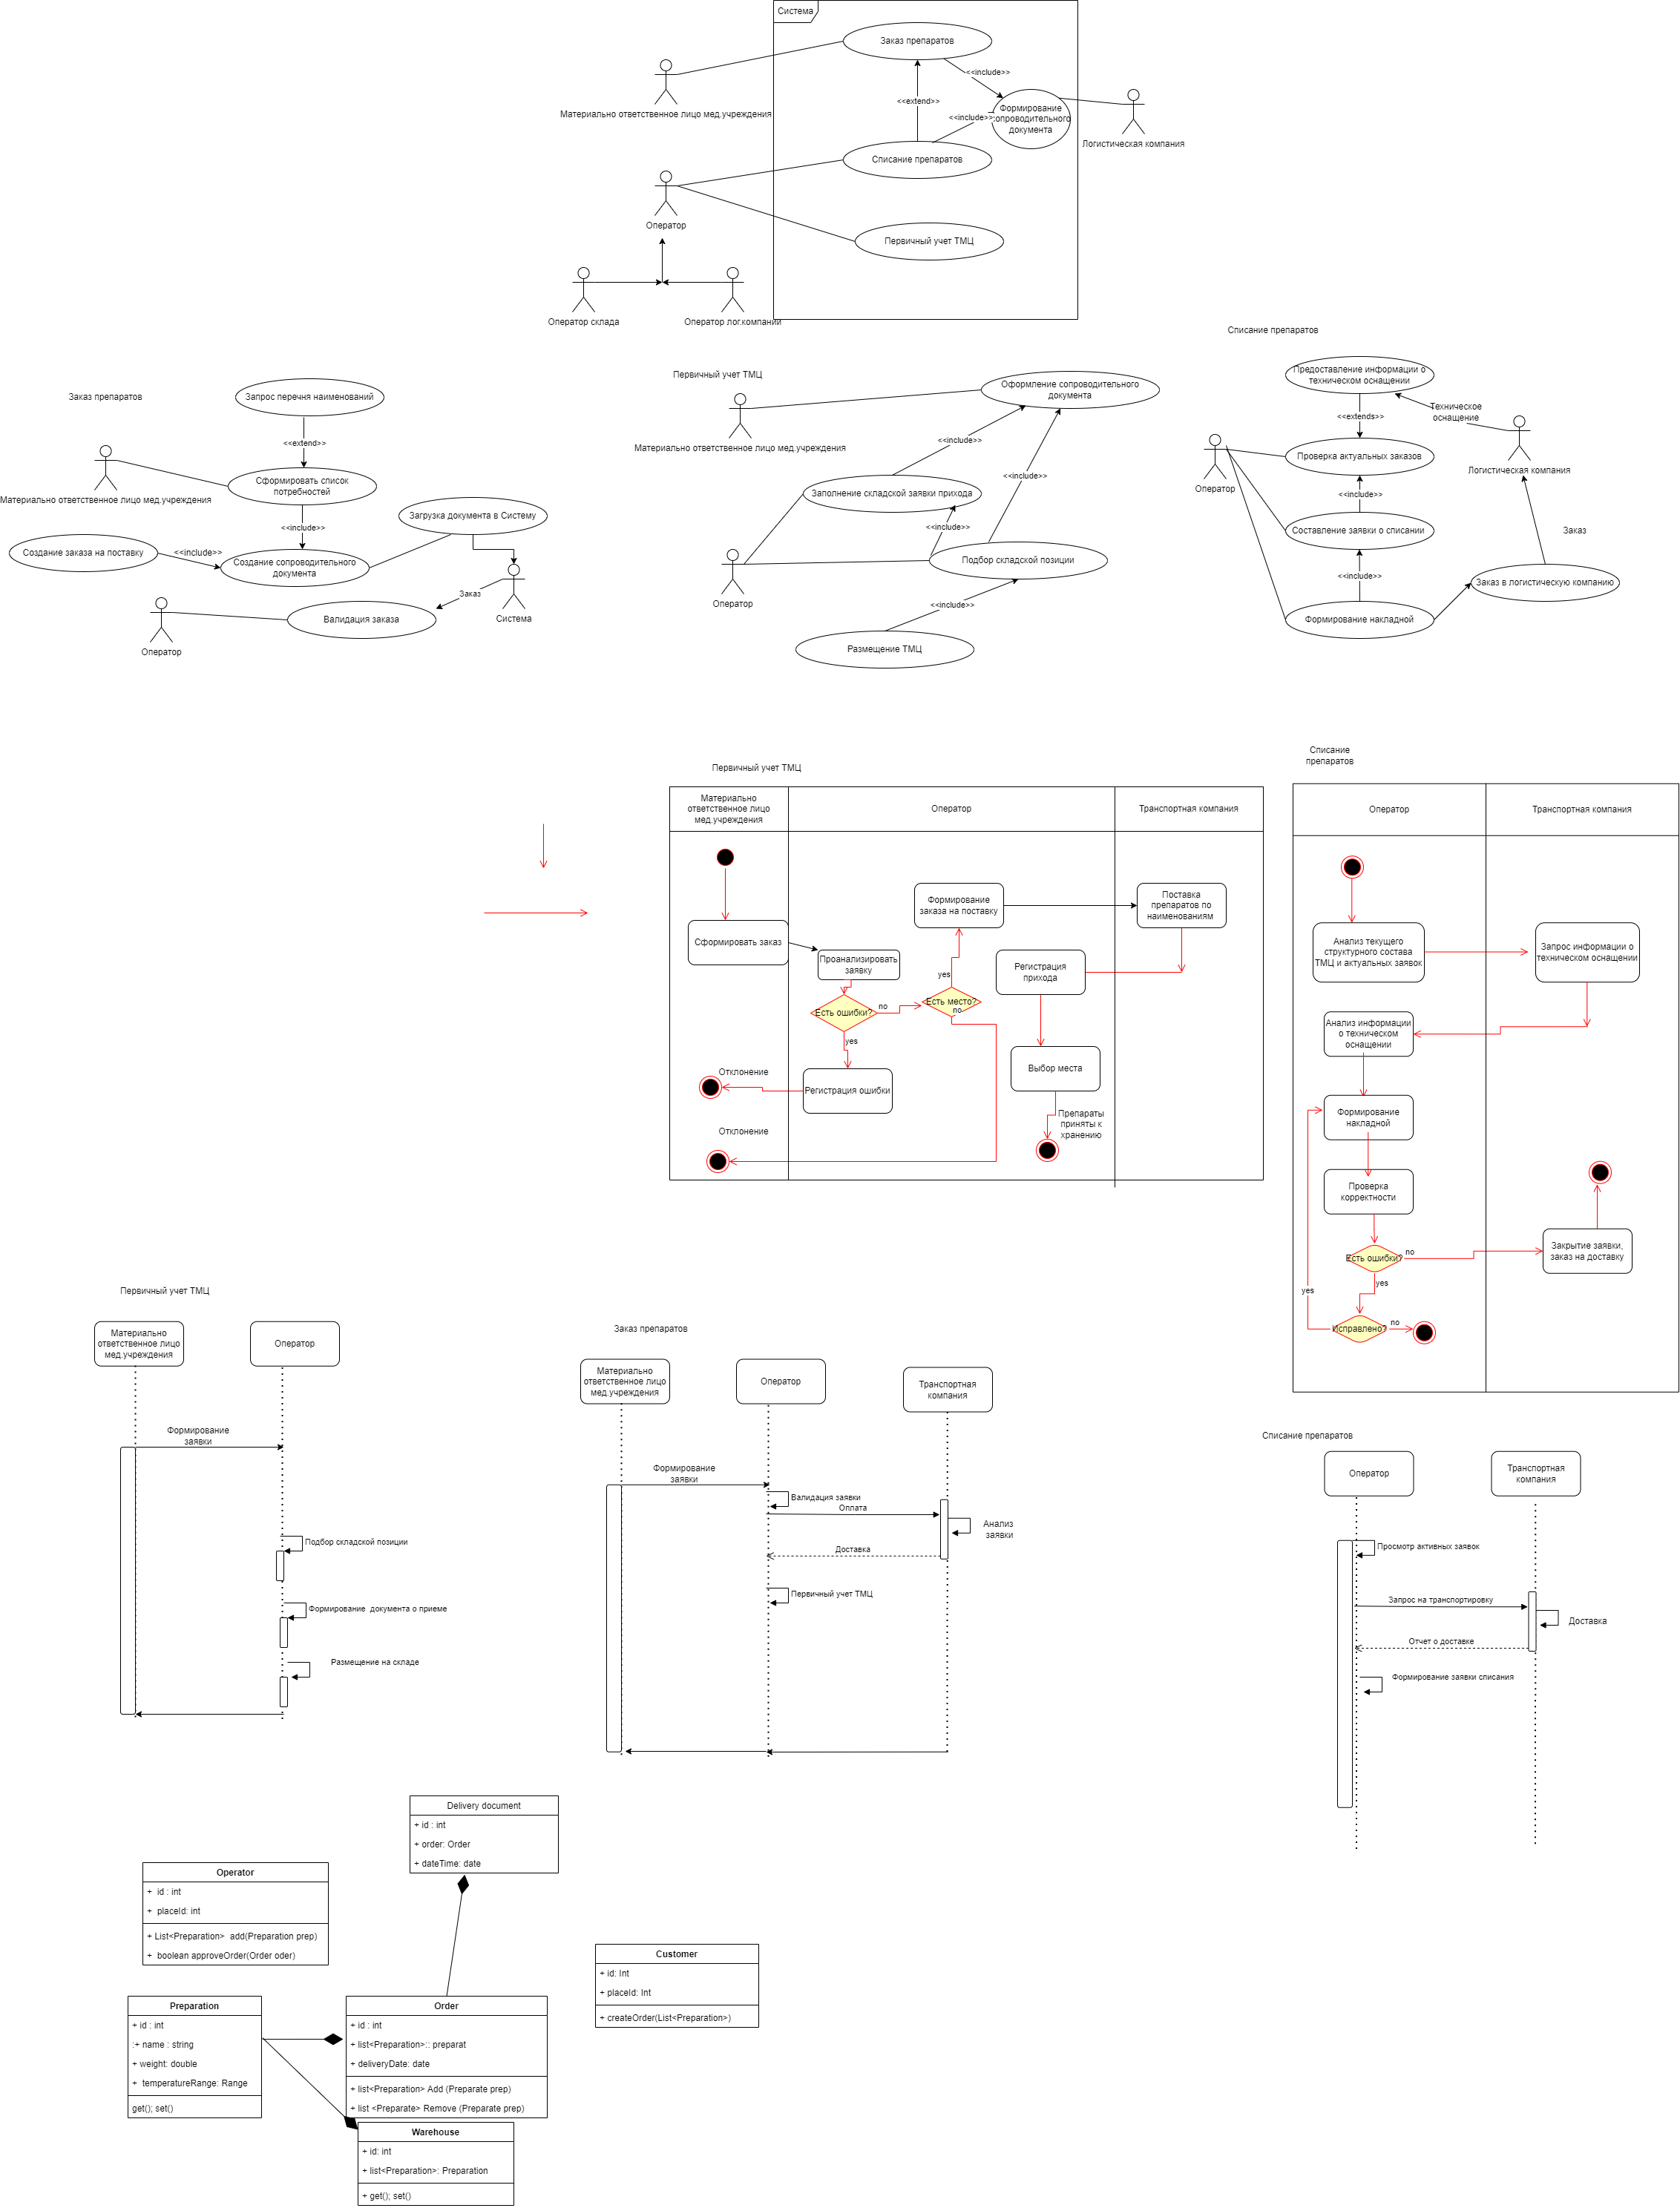 Система
Заказ препаратов
<<include>>
Материально ответственное лицо мед.учреждения
<<extend>>
Формирование
сопроводительного
документа
<<include>>
Логистическая компания
Списание препаратов
Оператор
Первичный учет ТМЦ
Оператор склада
Оператор лог.компании
Заказ препаратов
Запрос перечня наименований
<<extend>>
Материально ответственное лицо мед.учреждения
Сформировать список
потребностей
<<include>>
Загрузка документа в Систему
Создание заказа на поставку
<<include>>
Создание сопроводительного
документа
Заказ
Система
Валидация заказа
Оператор
Первичный учет ТМЦ
Оформление сопроводительного
документа
Материально ответственное лицо мед.учреждения
<<include>>
<<include>>
Заполнение складской заявки прихода
<<include>>
Подбор складской позиции
Оператор
<<include>>
Размещение ТМЦ
Списание препаратов
Предоставление информации о
техническом оснащении
Техническое
оснащение
<<extends>>
Проверка актуальных заказов
Логистическая компания
Оператор
<<include>>
Составление заявки о списании
Заказ
<<include>>
Заказ в логистическую компанию
Формирование накладной
Первичный учет ТМЦ
Материально
ответственное лицо
мед.учреждения
Оператор
Транспортная компания
Формирование
заказа на поставку
Поставка
препаратов по
наименованиям
Сформировать заказ
Проанализировать
заявку
Регистрация
прихода
yes
Есть ошибки?
no
Есть место?
no
yes
Выбор места
Отклонение
Регистрация ошибки
Препараты
приняты к
хранению
Отклонение
Списание
препаратов
Оператор
Транспортная компания
Анализ текущего
структурного состава
ТМЦ и актуальных заявок
Запрос информации о
техническом оснащении
Анализ информации
о техническом
оснащении
Формирование
накладной
Проверка
корректности
Есть ошибки?
no
Закрытие заявки,
заказ на доставку
yes
yes
Исправлено?
no
Первичный учет ТМЦ
Материально
ответственное лицо
мед.учреждения
Оператор
Формирование
заявки
Подбор складской позиции
Формирование  документа о приеме
Размещение на складе
Заказ препаратов
Материально
ответственное лицо
мед.учреждения
Оператор
Транспортная
компания
Формирование
заявки
Валидация заявки
Оплата
Анализ
заявки
Доставка
Первичный учет ТМЦ
Списание препаратов
Оператор
Транспортная
компания
Просмотр активных заявок
Запрос на транспортировку
Доставка
Отчет о доставке
Формирование заявки списания
Delivery document
+ id : int
+ order: Order
+ dateTime: date
Operator
+  id : int
+  placeId: int
+ List<Preparation>  add(Preparation prep)
+  boolean approveOrder(Order oder)
Customer
+ id: Int
+ placeId: Int
+ createOrder(List<Preparation>)
Preparation
+ id : int
:+ name : string
+ weight: double
+  temperatureRange: Range
get(); set()
Order
+ id : int
+ list<Preparation>:: preparat
+ deliveryDate: date
+ list<Preparation> Add (Preparate prep)
+ list <Preparate> Remove (Preparate prep)
Warehouse
+ id: int
+ list<Preparation>: Preparation
+ get(); set()